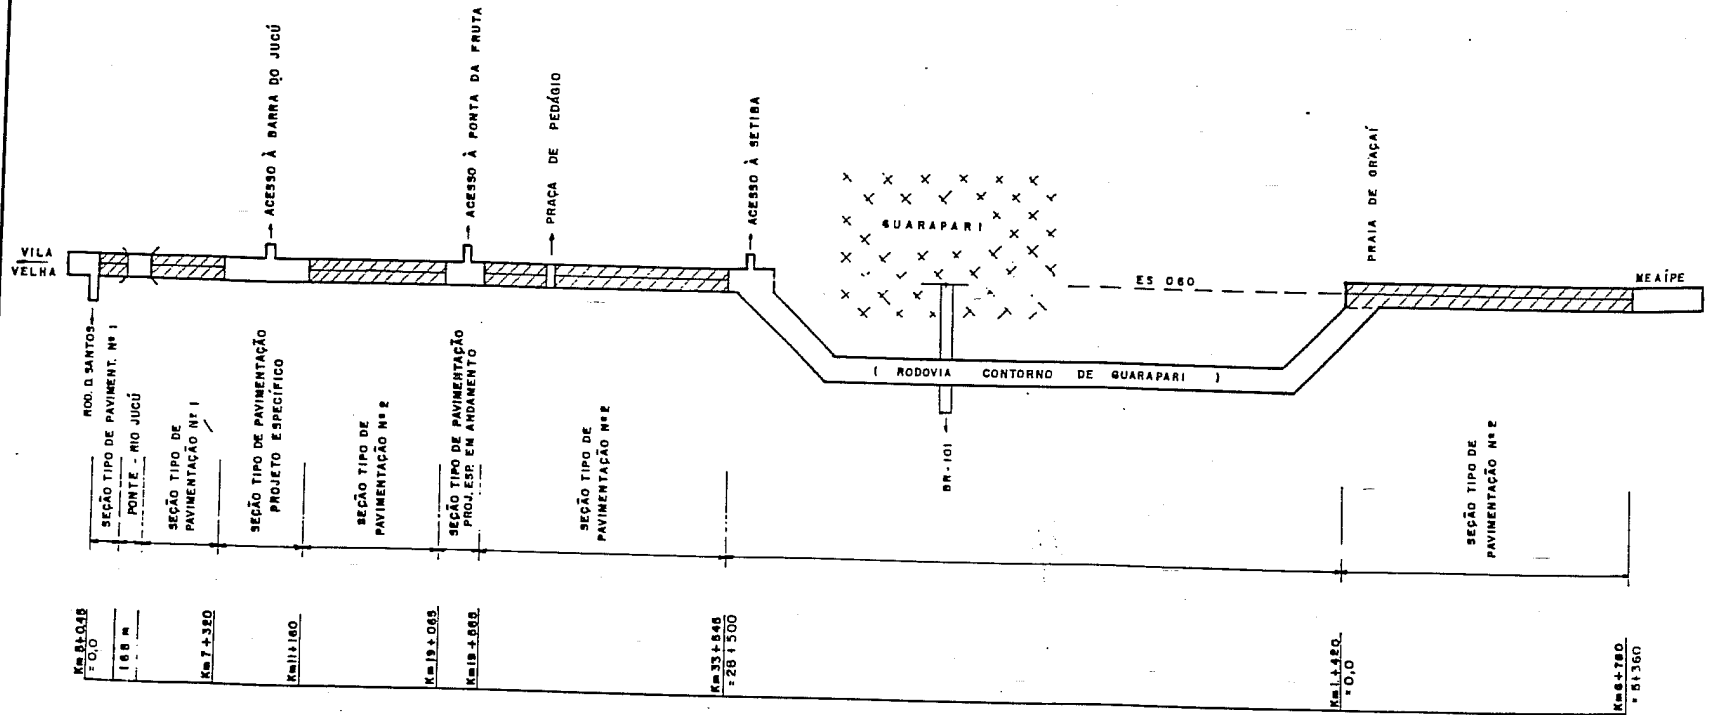 ACESSO À BARRA DO JUCÚ
ACESSO À PONTA DA FRUTA
PRAÇA DE PEDÁGIO
ACESSO À SETIBA
PRAIA DE GRAÇAÍ
VILA
VELHA
GUARAPARI
ES 060
MEAÍPE
( RODOVIA CONTORNO DE GUARAPARI )
ROD. D. SANTOS
SEÇÃO TIPO DE PAVIMENT. Nº 1
PONTE - RIO JUCÚ
SEÇÃO TIPO DE
PAVIMENTAÇÃO Nº 1
SEÇÃO TIPO DE PAVIMENTAÇÃO
PROJETO ESPECÍFICO
SEÇÃO TIPO DE
PAVIMENTAÇÃO Nº 2
SEÇÃO TIPO DE PAVIMENTAÇÃO
PROJ. ESP. EM ANDAMENTO
SEÇÃO TIPO DE
PAVIMENTAÇÃO Nº 2
BR-101
SEÇÃO TIPO DE
PAVIMENTAÇÃO Nº 2
= 0,0
168 m
Km 7+320
Km 11+160
Km 19+065
= 28+500
Km 1+420
= 0,0
Km 6+780
= 5+360